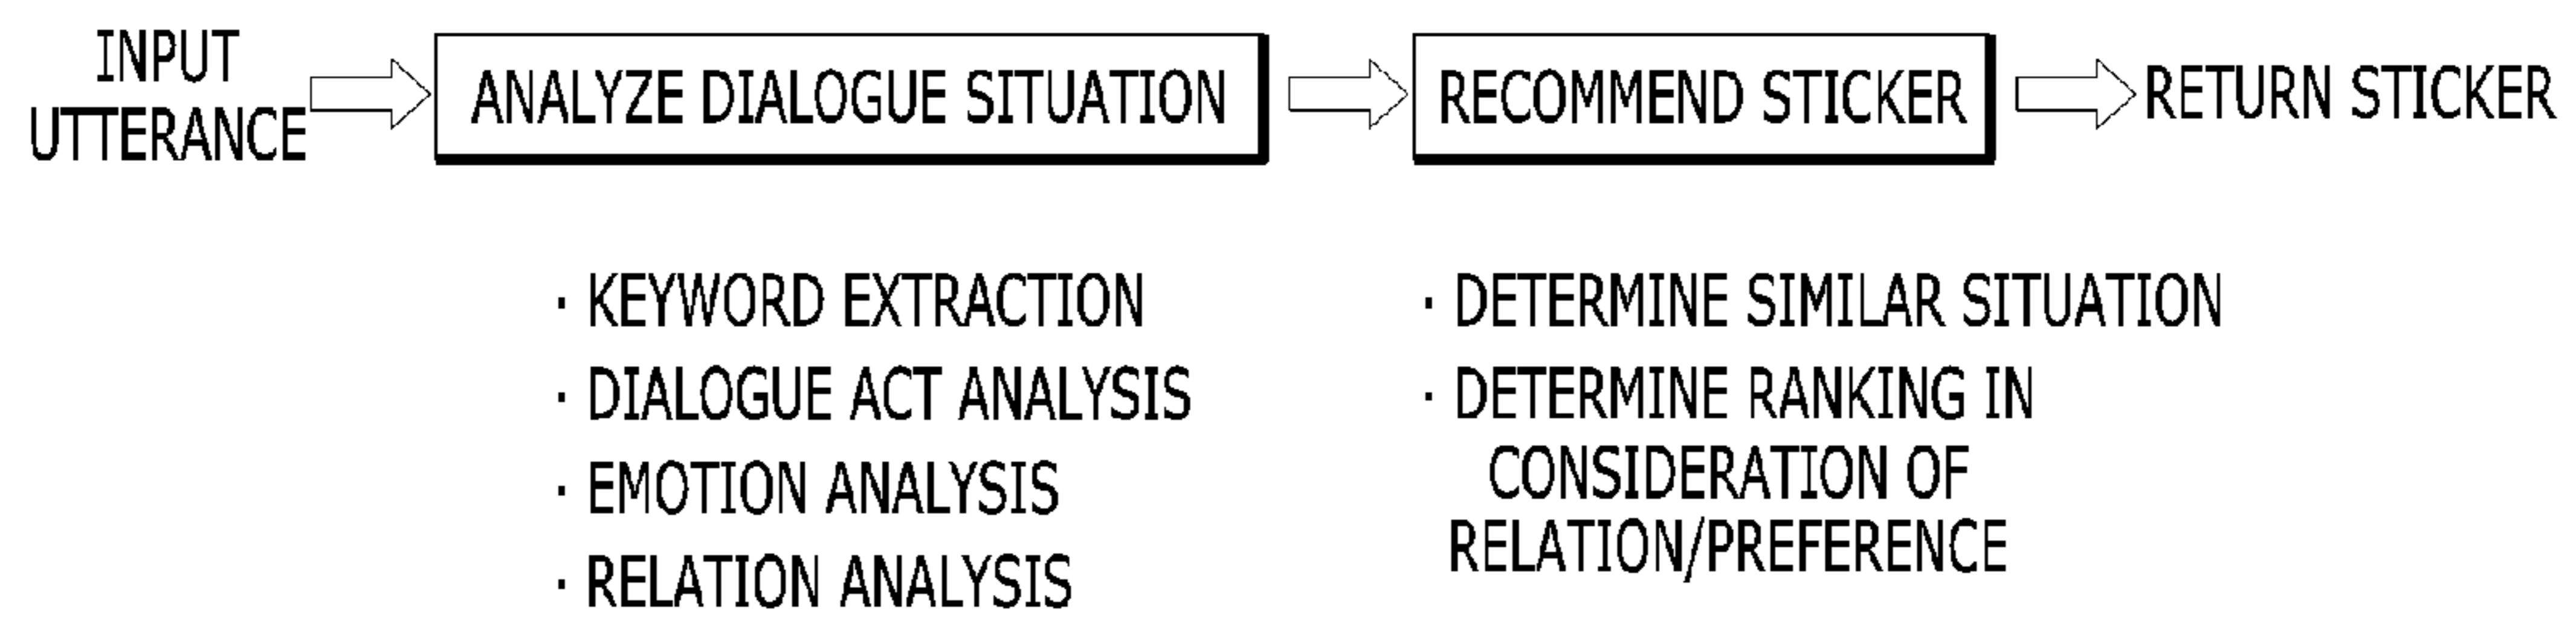 INPUT
UTTERANCE
ANALYZE DIALOGUE SITUATION
RECOMMEND STICKER
RETURN STICKER
· KEYWORD EXTRACTION
· DIALOGUE ACT ANALYSIS
· EMOTION ANALYSIS
· RELATION ANALYSIS
· DETERMINE SIMILAR SITUATION
· DETERMINE RANKING IN
CONSIDERATION OF
RELATION/PREFERENCE